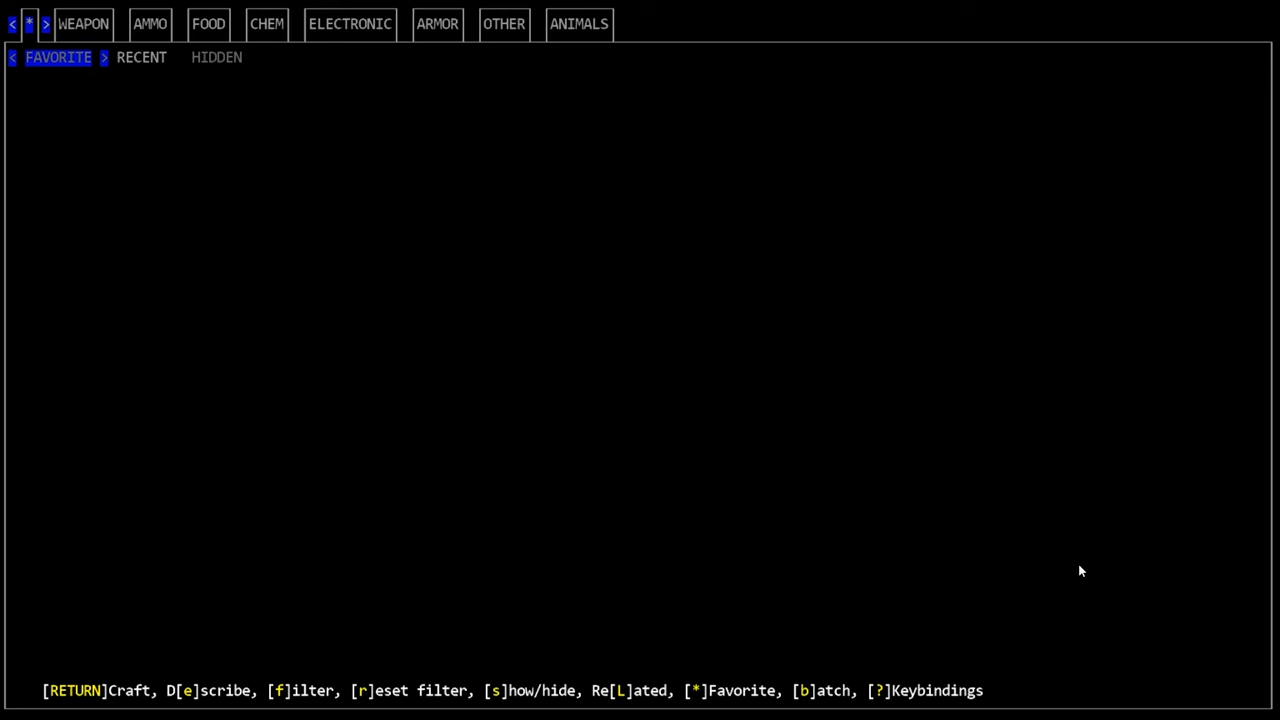 < * > WEAPON AMMO FOOD CHEM ELECTRONIC ARMOR OTHER ANIMALS
< FAVORITE > RECENT HIDDEN
[RETURN]Craft, D[e]scribe, [f]ilter, [r]eset filter, [s]how/hide, Re[L]ated, [*]Favorite, [b]atch, [?]Keybindings